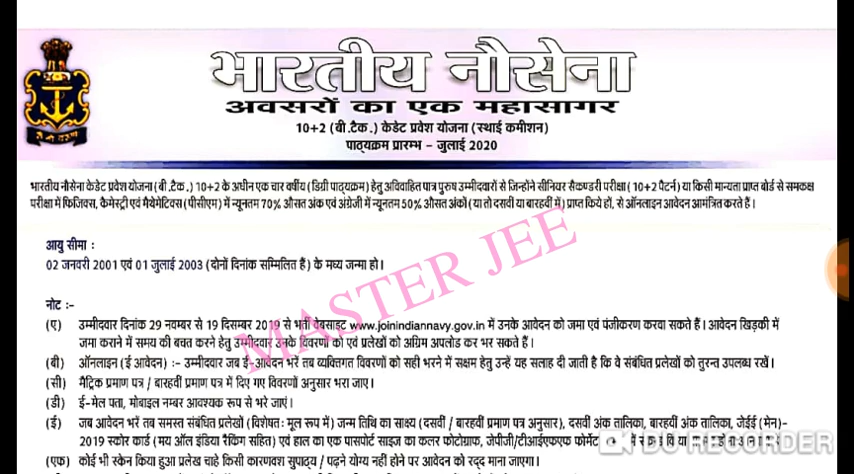 भारतीय नौसेना
अवसरों का एक महासागर
10+2 (बी.टैक.) केडेट प्रवेश योजना (स्थाई कमीशन)
पाठ्यक्रम प्रारम्भ – जुलाई 2020
भारतीय नौसेना केडेट प्रवेश योजना (बी.टैक.) 10+2 के अधीन एक चार वर्षीय (डिग्री पाठ्यक्रम) हेतु अविवाहित पात्र पुरुष उम्मीदवारों से जिन्होंने सीनियर सैकण्डरी परीक्षा (10+2 पैटर्न) या किसी मान्यता प्राप्त बोर्ड से समकक्ष
परीक्षा में फिजिक्स, कैमेस्ट्री एवं मैथेमेटिक्स (पीसीएम) में न्यूनतम 70% औसत अंक एवं अंग्रेजी में न्यूनतम 50% औसत अंकों (या तो दसवीं या बारहवीं में) प्राप्त किये हों, से ऑनलाइन आवेदन आमंत्रित करते है।
आयु सीमा :
02 जनवरी 2001 एवं 01 जुलाई 2003 (दोनों दिनांक सम्मिलित हैं) के मध्य जन्मा हो।
MASTER JEE
नोट :-
(ए) उम्मीदवार दिनांक 29 नवम्बर से 19 दिसम्बर 2019 से भर्ती वेबसाइट www.joinindiannavy.gov.in में उनके आवेदन को जमा एवं पंजीकरण करवा सकते हैं। आवेदन खिड़की में
जमा कराने में समय की बचत करने हेतु उम्मीदवार उनके विवरणों को एवं प्रलेखों को अग्रिम अपलोड कर भर सकते हैं।
(बी) ऑनलाइन (ई आवेदन) :- उम्मीदवार जब ई-आवेदन भरें तब व्यक्तिगत विवरणों को सही भरने में सक्षम हेतु उन्हें यह सलाह दी जाती है कि वे संबंधित प्रलेखों को तुरन्त उपलब्ध रखें।
(सी) मैट्रिक प्रमाण पत्र / बारहवीं प्रमाण पत्र में दिए गए विवरणों अनुसार भरा जाए।
(डी) ई-मेल पता, मोबाइल नम्बर आवश्यक रूप से भरे जाएं।
(ई) जब आवेदन भरें तब समस्त संबंधित प्रलेखों (विशेषत: मूल रूप में) जन्म तिथि का साक्ष्य (दसवीं / बारहवीं प्रमाण पत्र अनुसार), दसवीं अंक तालिका, बारहवीं अंक तालिका, जेईई (मेन)-
2019 स्कोर कार्ड (मय ऑल इंडिया रैंकिंग सहित) एवं हाल का एक पासपोर्ट साइज का कलर फोटोग्राफ, जेपीजी/टीआईएफएफ फोर्मेट में
DU RECORDER
(एफ) कोई भी स्केन किया हुआ प्रलेख चाहे किसी कारणवश सुपाठ्य / पढ़ने योग्य नहीं होने पर आवेदन को रद्द माना जाएगा।